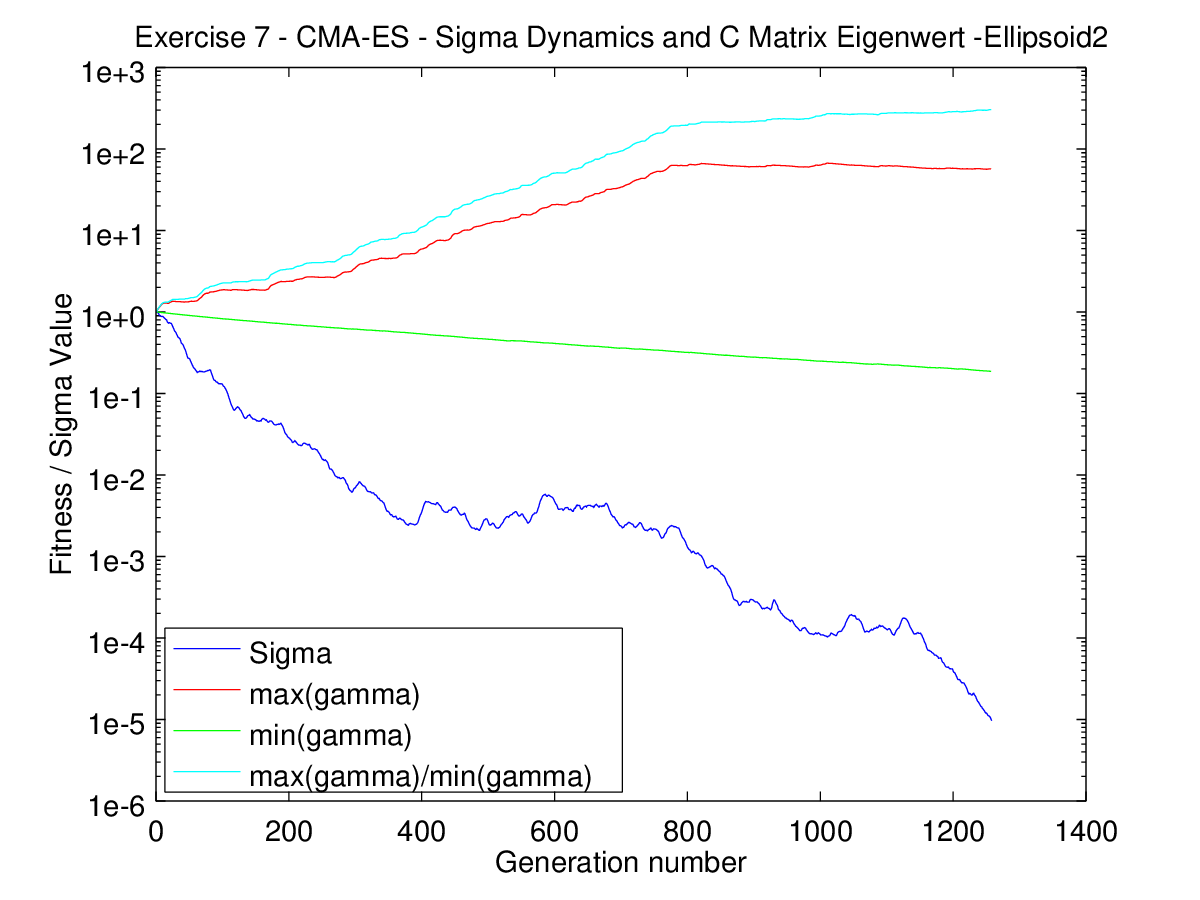 Exercise 7 - CMA-ES - Sigma Dynamics and C Matrix Eigenwert -Ellipsoid2
1e+3
1e+2
1e+1
1e+0
1e-1
1e-2
1e-3
1e-4
1e-5
1e-6
Fitness / Sigma Value
Sigma
max(gamma)
min(gamma)
max(gamma)/min(gamma)
0 200 400 600 800 1000 1200 1400
Generation number